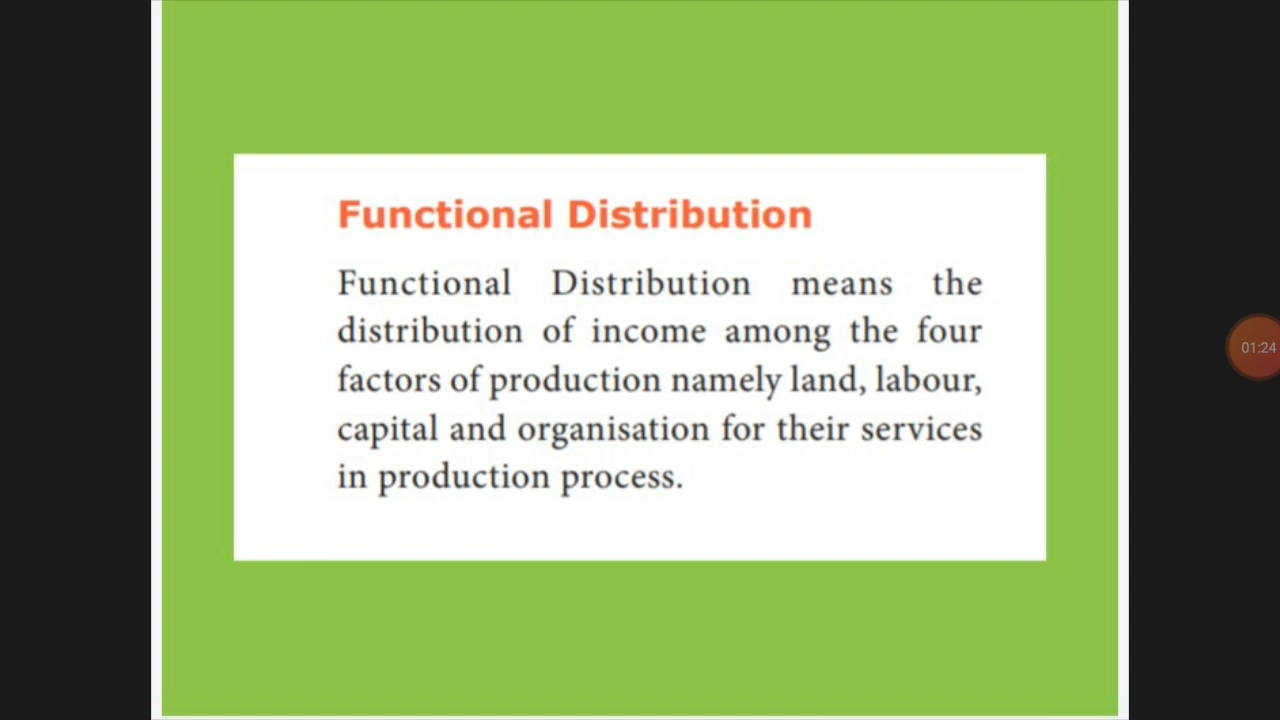 Functional Distribution
Functional Distribution means the
distribution of income among the four
factors of production namely land, labour,
capital and organisation for their services
in production process.
01:24